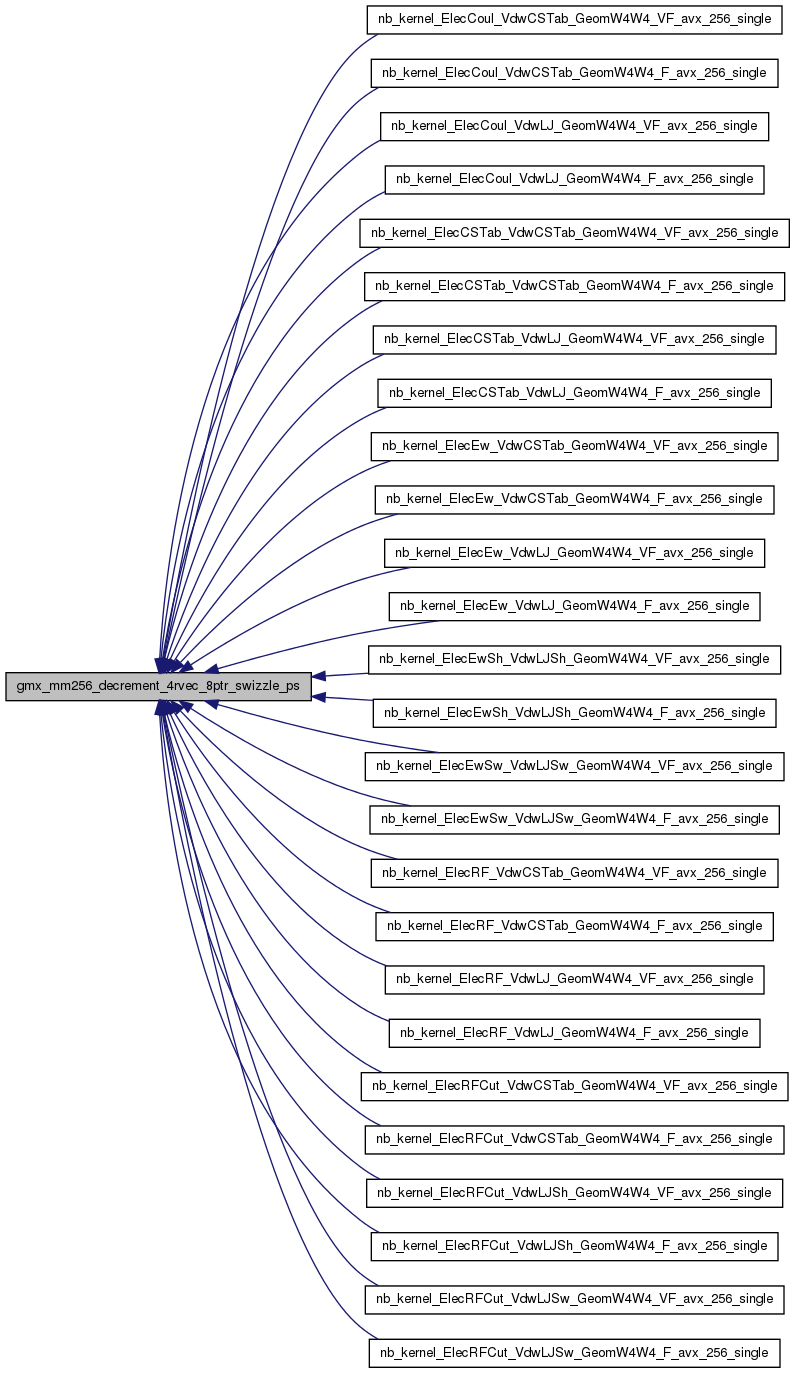 nb_kernel_ElecCoul_VdwCSTab_GeomW4W4_VF_avx_256_single
nb_kernel_ElecCoul_VdwCSTab_GeomW4W4_F_avx_256_single
nb_kernel_ElecCoul_VdwLJ_GeomW4W4_VF_avx_256_single
nb_kernel_ElecCoul_VdwLJ_GeomW4W4_F_avx_256_single
nb_kernel_ElecCSTab_VdwCSTab_GeomW4W4_VF_avx_256_single
nb_kernel_ElecCSTab_VdwCSTab_GeomW4W4_F_avx_256_single
nb_kernel_ElecCSTab_VdwLJ_GeomW4W4_VF_avx_256_single
nb_kernel_ElecCSTab_VdwLJ_GeomW4W4_F_avx_256_single
nb_kernel_ElecEw_VdwCSTab_GeomW4W4_VF_avx_256_single
nb_kernel_ElecEw_VdwCSTab_GeomW4W4_F_avx_256_single
nb_kernel_ElecEw_VdwLJ_GeomW4W4_VF_avx_256_single
nb_kernel_ElecEw_VdwLJ_GeomW4W4_F_avx_256_single
nb_kernel_ElecEwSh_VdwLJSh_GeomW4W4_VF_avx_256_single
gmx_mm256_decrement_4rvec_8ptr_swizzle_ps
nb_kernel_ElecEwSh_VdwLJSh_GeomW4W4_F_avx_256_single
nb_kernel_ElecEwSw_VdwLJSw_GeomW4W4_VF_avx_256_single
nb_kernel_ElecEwSw_VdwLJSw_GeomW4W4_F_avx_256_single
nb_kernel_ElecRF_VdwCSTab_GeomW4W4_VF_avx_256_single
nb_kernel_ElecRF_VdwCSTab_GeomW4W4_F_avx_256_single
nb_kernel_ElecRF_VdwLJ_GeomW4W4_VF_avx_256_single
nb_kernel_ElecRF_VdwLJ_GeomW4W4_F_avx_256_single
nb_kernel_ElecRFCut_VdwCSTab_GeomW4W4_VF_avx_256_single
nb_kernel_ElecRFCut_VdwCSTab_GeomW4W4_F_avx_256_single
nb_kernel_ElecRFCut_VdwLJSh_GeomW4W4_VF_avx_256_single
nb_kernel_ElecRFCut_VdwLJSh_GeomW4W4_F_avx_256_single
nb_kernel_ElecRFCut_VdwLJSw_GeomW4W4_VF_avx_256_single
nb_kernel_ElecRFCut_VdwLJSw_GeomW4W4_F_avx_256_single